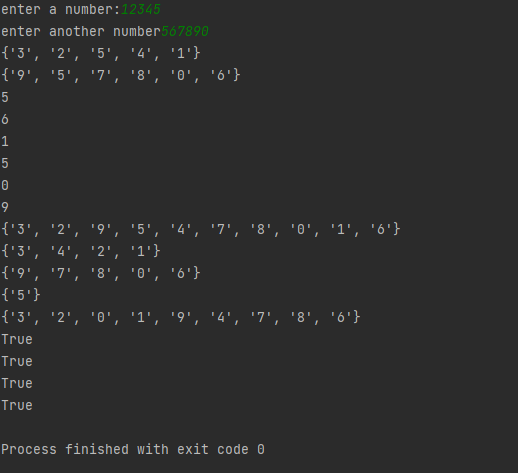 enter a number:12345
enter another number567890
{'3', '2', '5', '4', '1'}
{'9', '5', '7', '8', '0', '6'}
5
6
1
5
0
9
{'3', '2', '9', '5', '4', '7', '8', '0', '1', '6'}
{'3', '4', '2', '1'}
{'9', '7', '8', '0', '6'}
{'5'}
{'3', '2', '0', '1', '9', '4', '7', '8', '6'}
True
True
True
True
Process finished with exit code 0